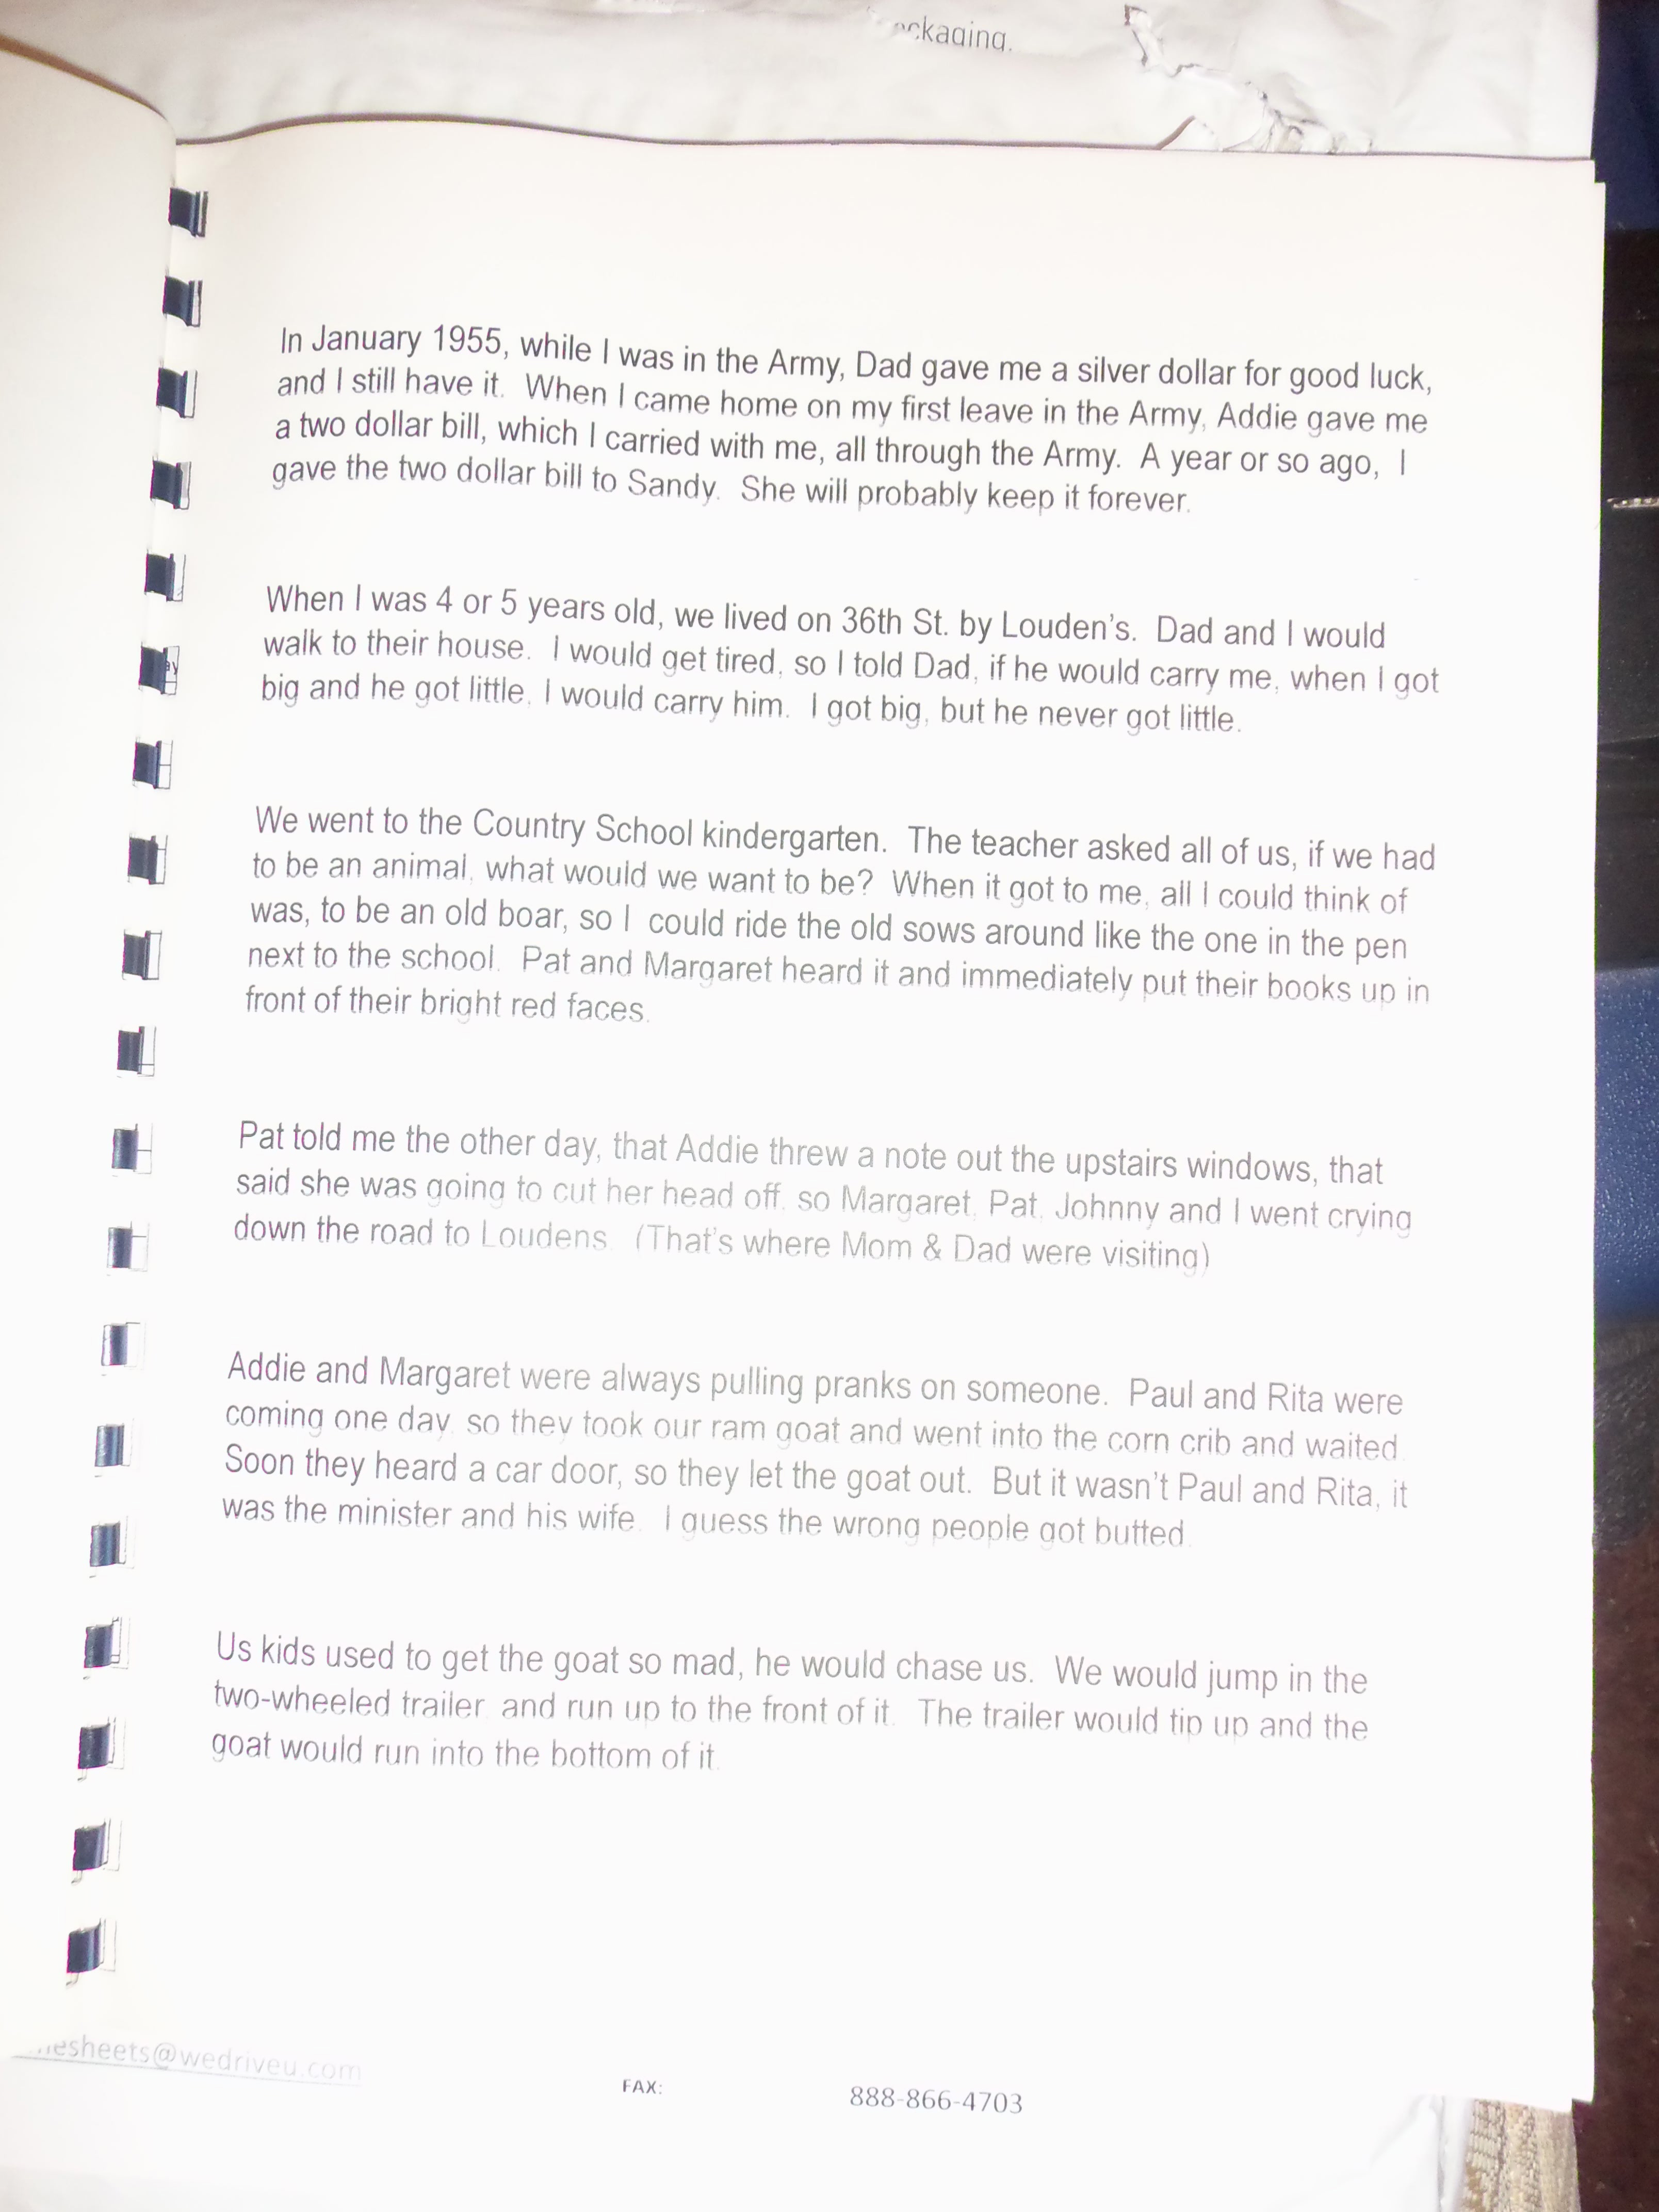 ckaging.
In January 1955, while I was in the Army, Dad gave me a silver dollar for good luck,
and I still have it.  When I came home on my first leave in the Army, Addie gave me
a two dollar bill, which I carried with me, all through the Army.  A year or so ago,  I
gave the two dollar bill to Sandy.  She will probably keep it forever.
When I was 4 or 5 years old, we lived on 36th St. by Louden's.  Dad and I would
walk to their house.  I would get tired, so I told Dad, if he would carry me, when I got
big and he got little, I would carry him.  I got big, but he never got little.
We went to the Country School kindergarten.  The teacher asked all of us, if we had
to be an animal, what would we want to be?  When it got to me, all I could think of
was, to be an old boar, so I  could ride the old sows around like the one in the pen
next to the school.  Pat and Margaret heard it and immediately put their books up in
front of their bright red faces.
Pat told me the other day, that Addie threw a note out the upstairs windows, that
said she was going to cut her head off, so Margaret, Pat, Johnny and I went crying
down the road to Loudens.  (That's where Mom & Dad were visiting)
Addie and Margaret were always pulling pranks on someone.  Paul and Rita were
coming one day, so they took our ram goat and went into the corn crib and waited.
Soon they heard a car door, so they let the goat out.  But it wasn't Paul and Rita, it
was the minister and his wife.  I guess the wrong people got butted.
Us kids used to get the goat so mad, he would chase us.  We would jump in the
two-wheeled trailer, and run up to the front of it.  The trailer would tip up and the
goat would run into the bottom of it.
esheets@wedriveu.com
FAX: 888-866-4703